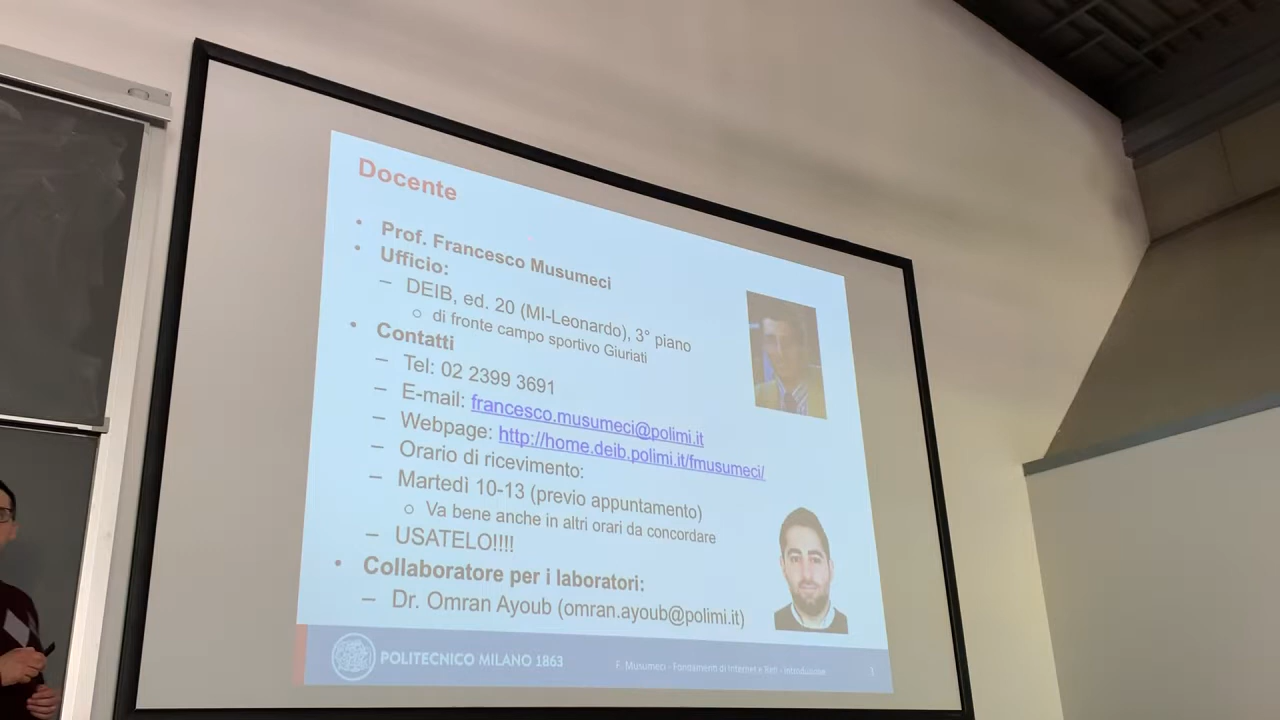 Docente
• Prof. Francesco Musumeci
• Ufficio:
– DEIB, ed. 20 (MI-Leonardo), 3° piano
o di fronte campo sportivo Giuriati
• Contatti
– Tel: 02 2399 3691
– E-mail: francesco.musumeci@polimi.it
– Webpage: http://home.deib.polimi.it/fmusumeci/
– Orario di ricevimento:
– Martedì 10-13 (previo appuntamento)
o Va bene anche in altri orari da concordare
– USATELO!!!!
• Collaboratore per i laboratori:
– Dr. Omran Ayoub (omran.ayoub@polimi.it)
POLITECNICO MILANO 1863
F. Musumeci - Fondamenti di Internet e Reti - Introduzione